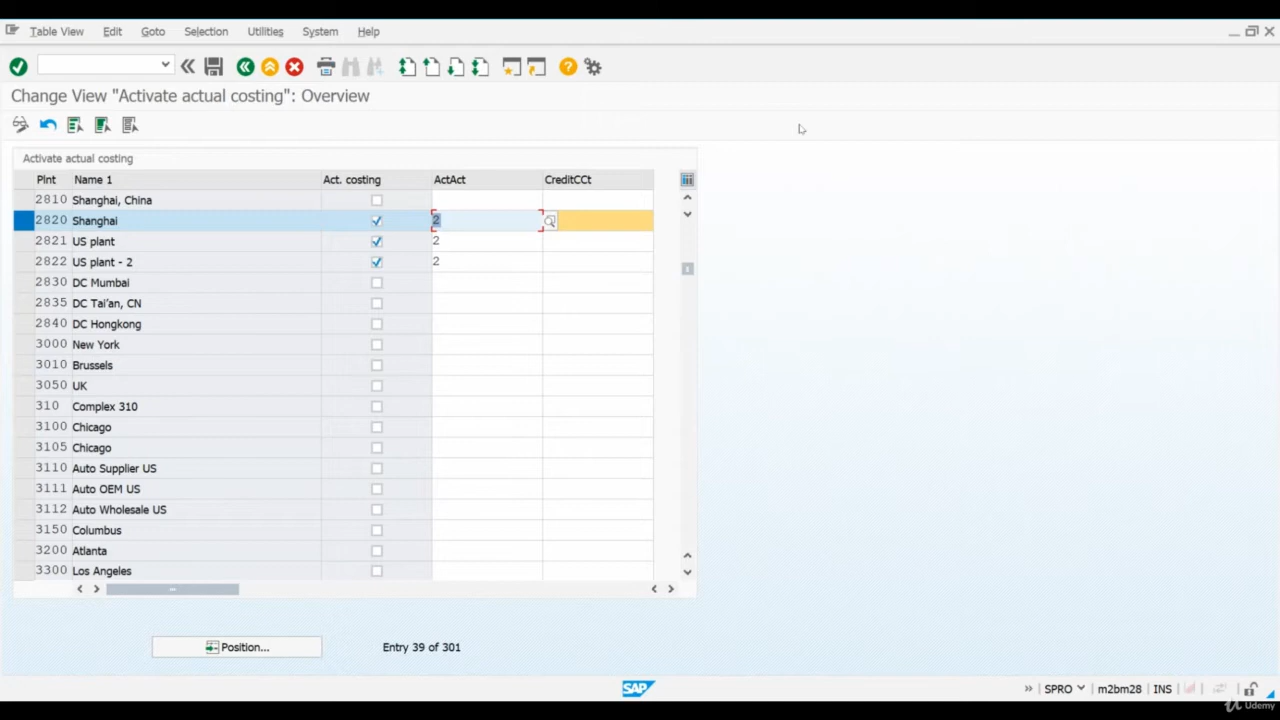 Table View Edit Goto Selection Utilities System Help
Change View "Activate actual costing": Overview
Activate actual costing
Plnt Name 1 Act. costing ActAct CreditCCt
2810 Shanghai, China
2820 Shanghai 2
2821 US plant 2
2822 US plant - 2 2
2830 DC Mumbai
2835 DC Tai'an, CN
2840 DC Hongkong
3000 New York
3010 Brussels
3050 UK
310 Complex 310
3100 Chicago
3105 Chicago
3110 Auto Supplier US
3111 Auto OEM US
3112 Auto Wholesale US
3150 Columbus
3200 Atlanta
3300 Los Angeles
Position... Entry 39 of 301
SAP SPRO m2bm28 INS
Udemy